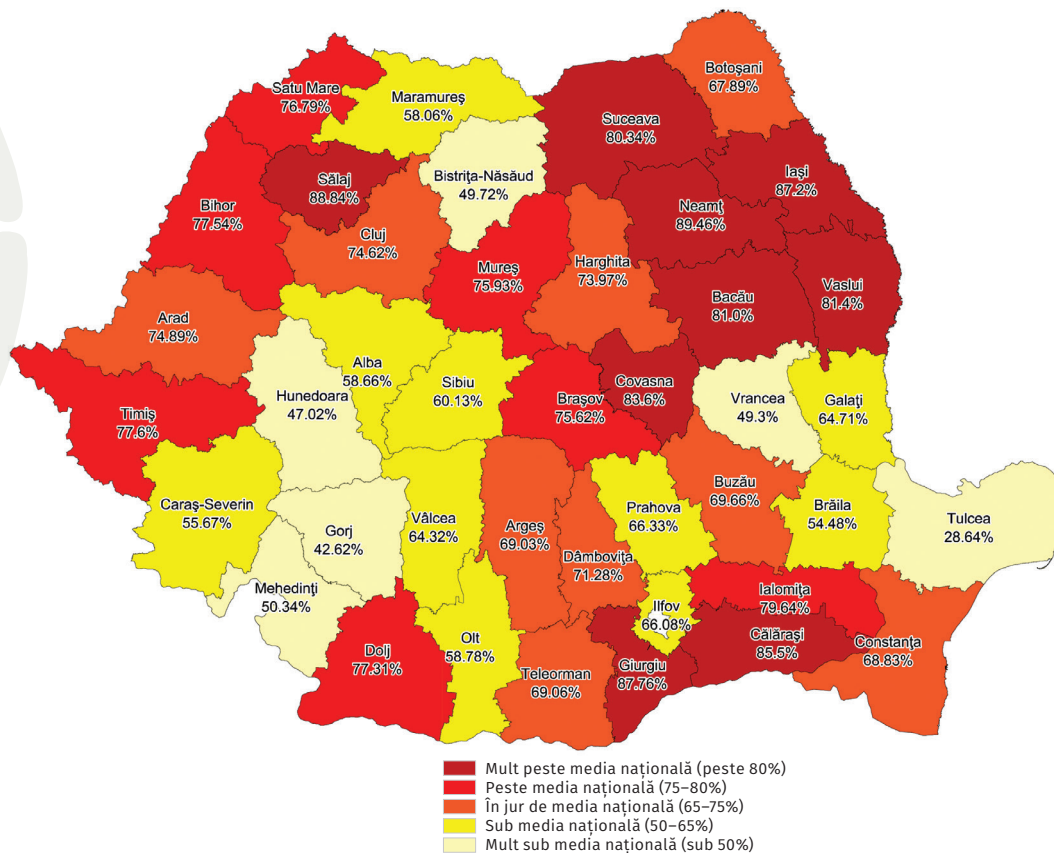 Botoşani
67.89%
Satu Mare
76.79%
Maramureş
58.06%
Suceava
80.34%
Iaşi
87.2%
Sălaj
88.84%
Bistriţa-Năsăud
49.72%
Neamţ
89.46%
Bihor
77.54%
Cluj
74.62%
Mureş
75.93%
Harghita
73.97%
Bacău
81.0%
Vaslui
81.4%
Arad
74.89%
Alba
58.66%
Hunedoara
47.02%
Sibiu
60.13%
Braşov
75.62%
Covasna
83.6%
Vrancea
49.3%
Galaţi
64.71%
Timiş
77.6%
Caraş-Severin
55.67%
Gorj
42.62%
Vâlcea
64.32%
Argeş
69.03%
Dâmboviţa
71.28%
Prahova
66.33%
Buzău
69.66%
Brăila
54.48%
Tulcea
28.64%
Mehedinţi
50.34%
Dolj
77.31%
Olt
58.78%
Teleorman
69.06%
Ilfov
66.08%
Giurgiu
87.76%
Ialomiţa
79.64%
Călăraşi
85.5%
Constanţa
68.83%
Mult peste media națională (peste 80%)
Peste media națională (75–80%)
În jur de media națională (65–75%)
Sub media națională (50–65%)
Mult sub media națională (sub 50%)